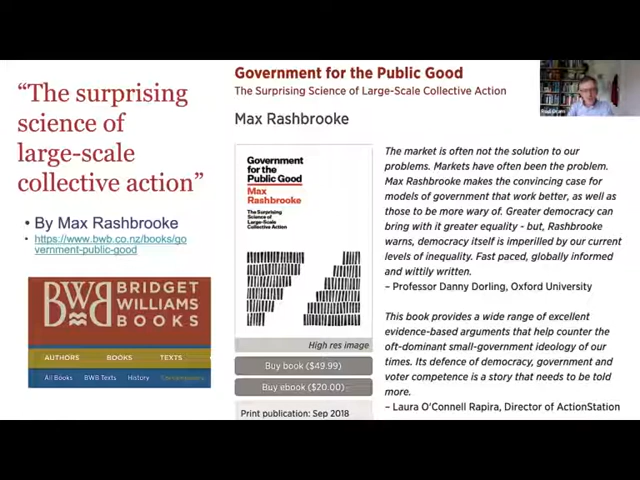 “The surprising
science of
large-scale
collective action”
• By Max Rashbrooke
• https://www.bwb.co.nz/books/go
vernment-public-good
BWB BRIDGET
WILLIAMS
BOOKS
AUTHORS BOOKS TEXTS
All Books BWB Texts History
Government for the Public Good
The Surprising Science of Large-Scale Collective Action
Max Rashbrooke
Government
for the
Public Good
Max
Rashbrooke
The Surprising
Science of
Large-Scale
Collective Action
High res image
Buy book ($49.99)
Buy ebook ($20.00)
Print publication: Sep 2018
The market is often not the solution to our
problems. Markets have often been the problem.
Max Rashbrooke makes the convincing case for
models of government that work better, as well as
those to be more wary of. Greater democracy can
bring with it greater equality - but, Rashbrooke
warns, democracy itself is imperilled by our current
levels of inequality. Fast paced, globally informed
and wittily written.
– Professor Danny Dorling, Oxford University
This book provides a wide range of excellent
evidence-based arguments that help counter the
oft-dominant small-government ideology of our
times. Its defence of democracy, government and
voter competence is a story that needs to be told
more.
– Laura O'Connell Rapira, Director of ActionStation